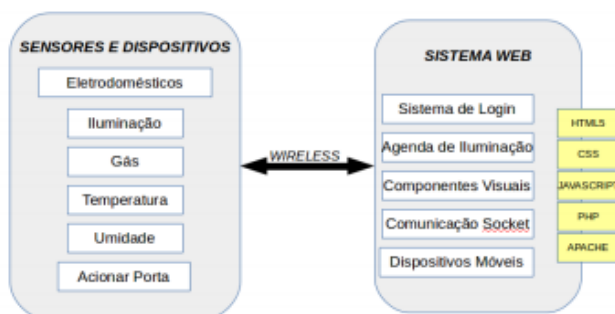 SENSORES E DISPOSITIVOS
Eletrodomésticos
Iluminação
Gás
Temperatura
Umidade
Acionar Porta
WIRELESS
SISTEMA WEB
Sistema de Login
Agenda de Iluminação
Componentes Visuais
Comunicação Socket
Dispositivos Móveis
HTML5
CSS
JAVASCRIPT
PHP
APACHE